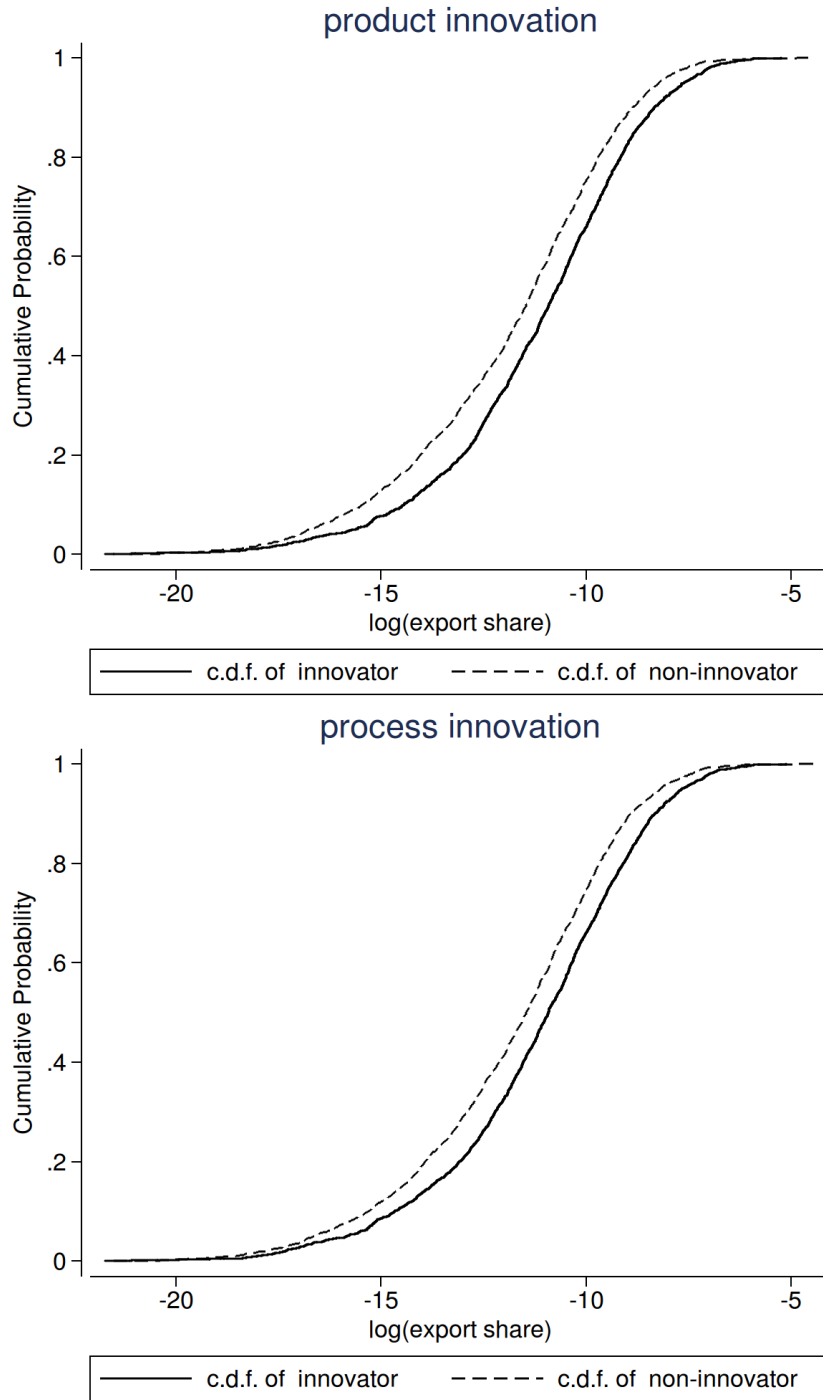 product innovation
1
.8
.6
.4
.2
0
Cumulative Probability
-20 -15 -10 -5
log(export share)
c.d.f. of innovator c.d.f. of non-innovator
process innovation
1
.8
.6
.4
.2
0
Cumulative Probability
-20 -15 -10 -5
log(export share)
c.d.f. of innovator c.d.f. of non-innovator